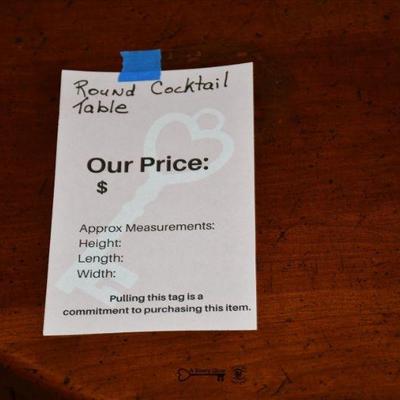 Round Cocktail
Table
Our Price:
$
Approx Measurements:
Height:
Length:
Width:
Pulling this tag is a
commitment to purchasing this item.